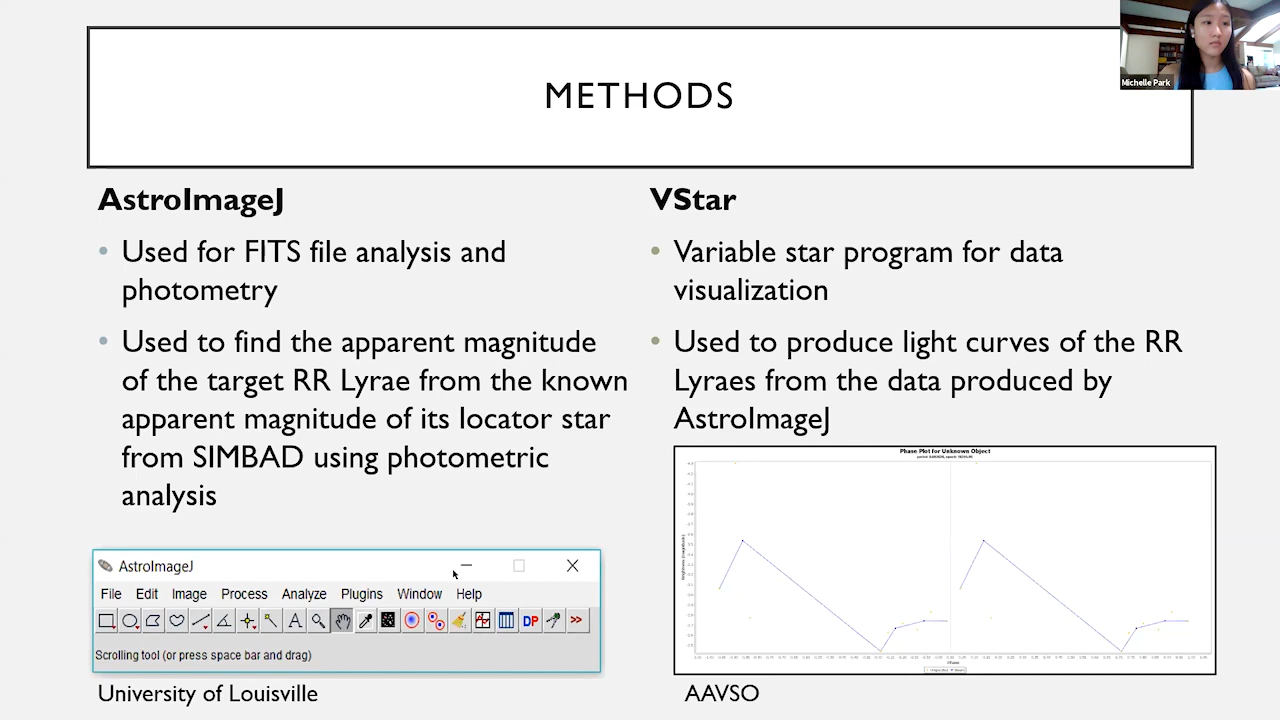 METHODS
Michelle Park
AstroImageJ
• Used for FITS file analysis and
photometry
• Used to find the apparent magnitude
of the target RR Lyrae from the known
apparent magnitude of its locator star
from SIMBAD using photometric
analysis
AstroImageJ
File Edit Image Process Analyze Plugins Window Help
A DP >>
Scrolling tool (or press space bar and drag)
University of Louisville
VStar
• Variable star program for data
visualization
• Used to produce light curves of the RR
Lyraes from the data produced by
AstroImageJ
Phase Plot for Unknown Object
Phase
AAVSO